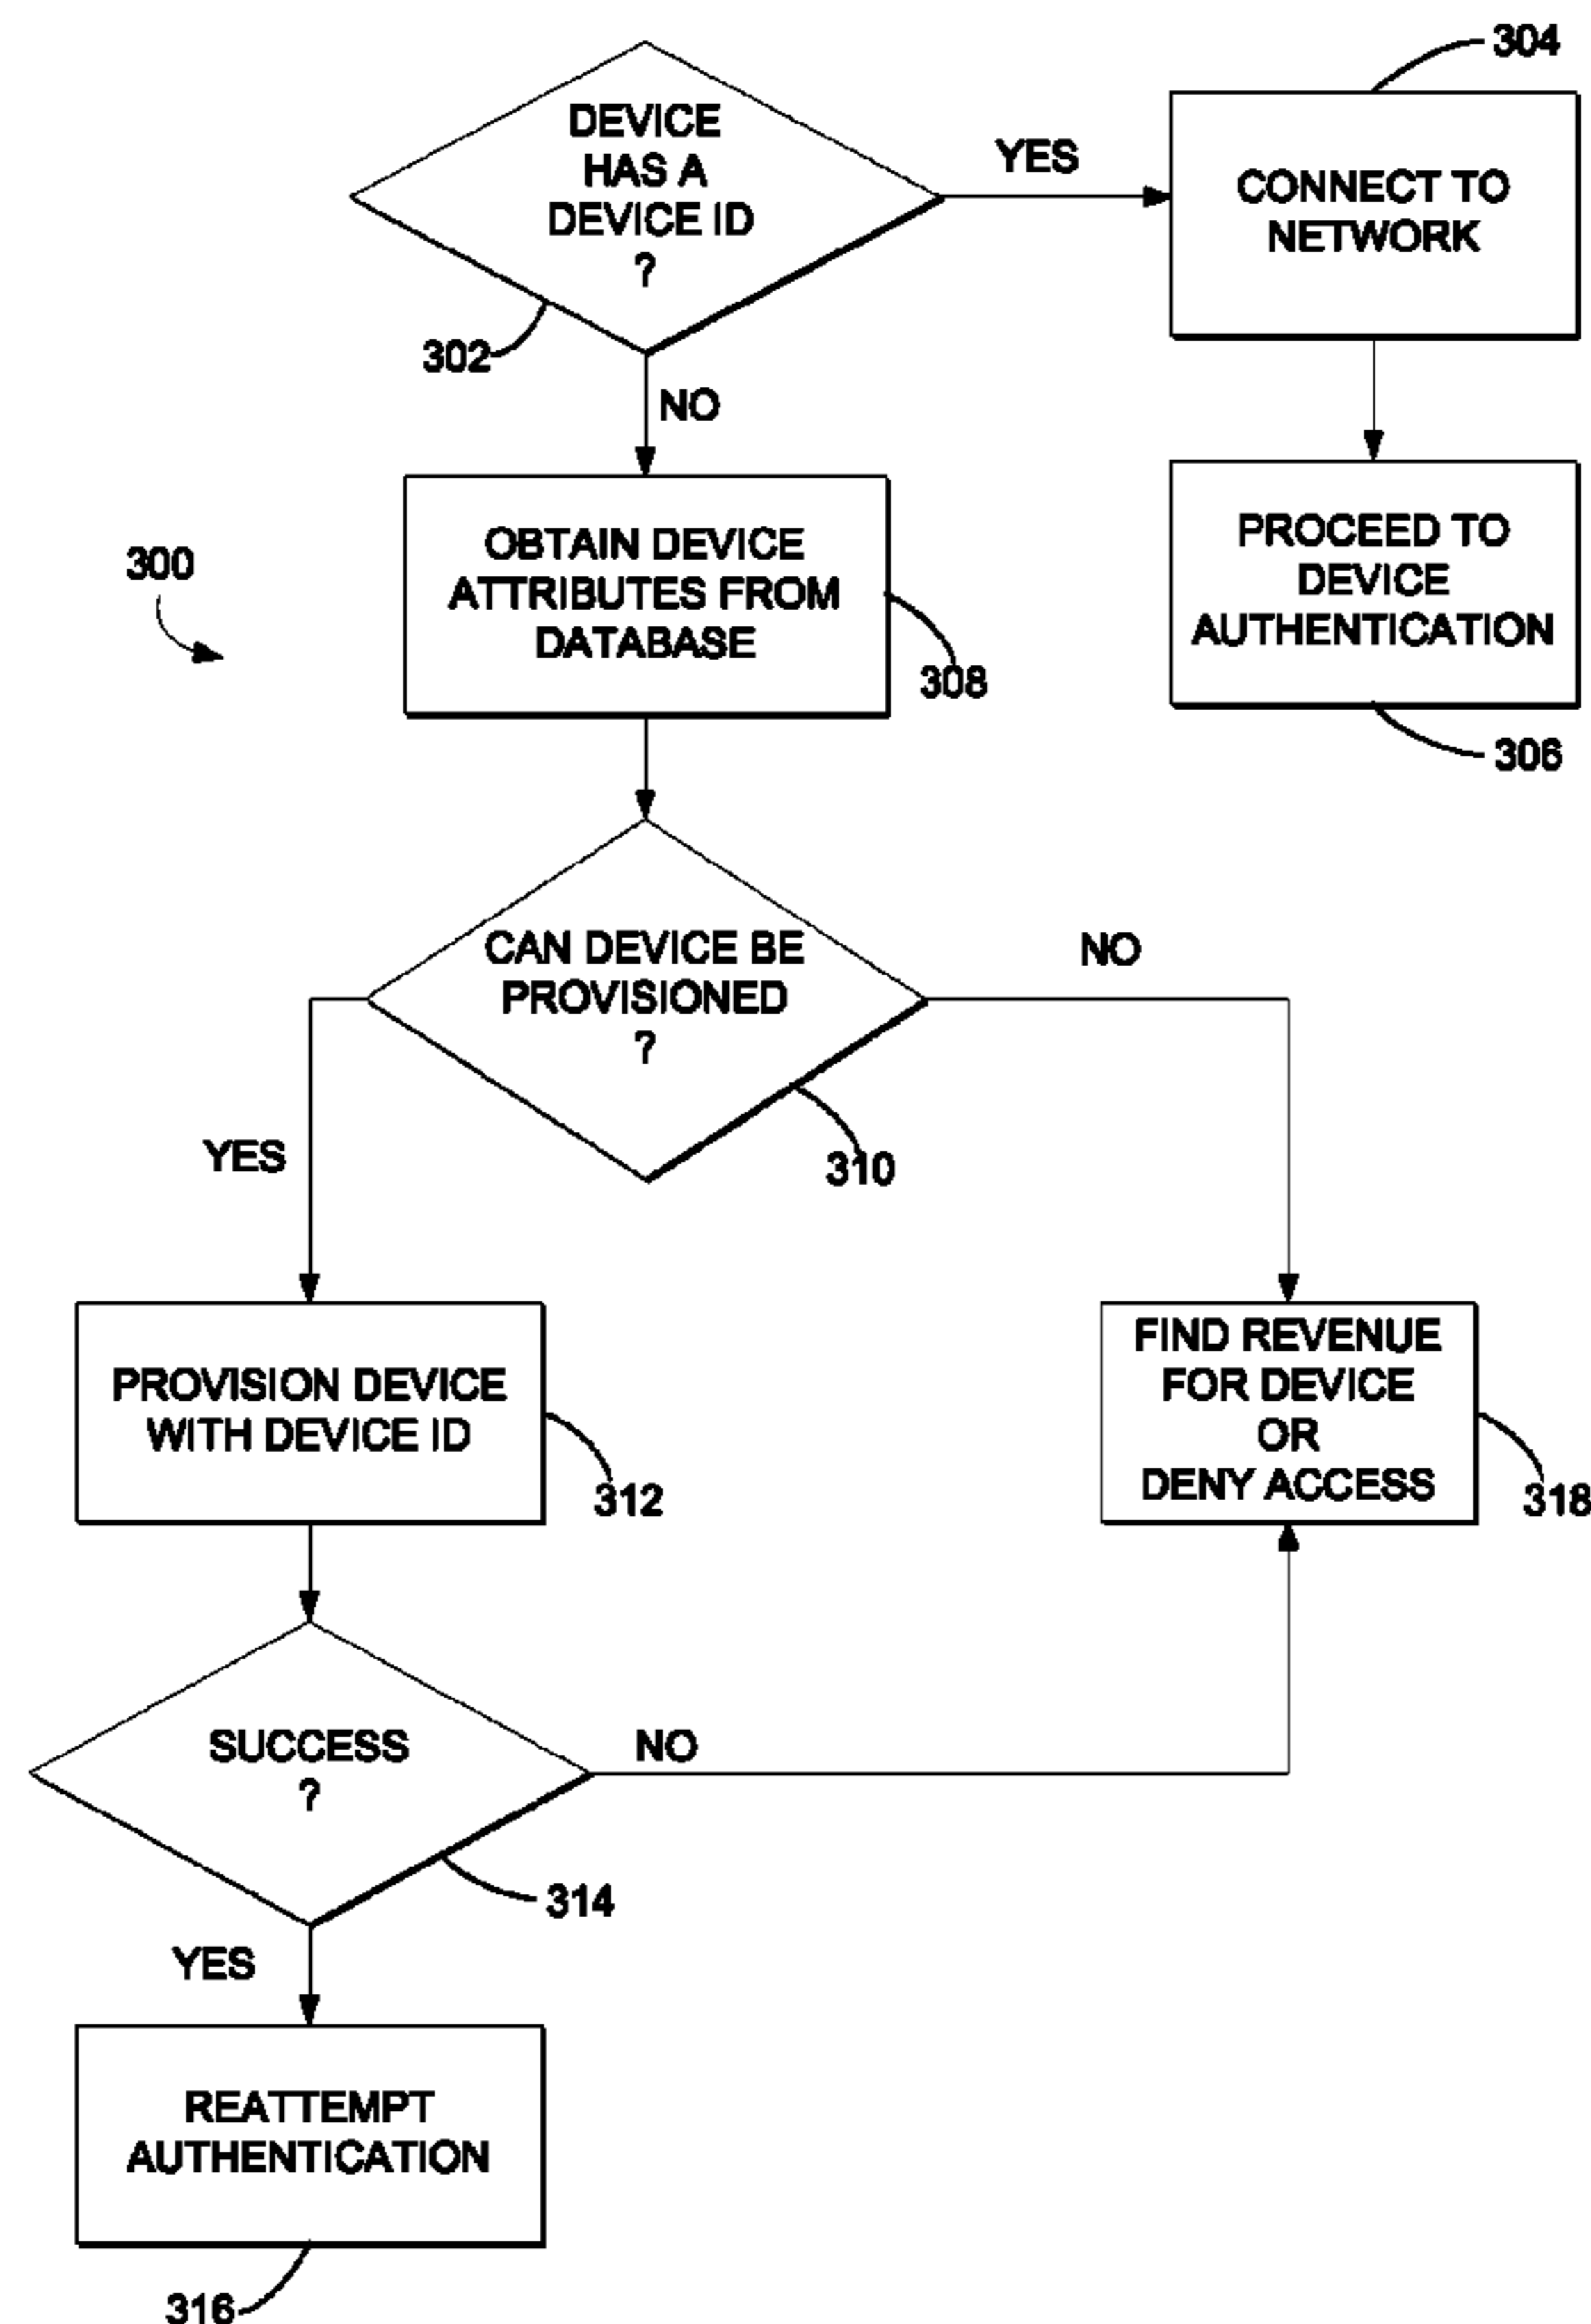 304
DEVICE
HAS A
DEVICE ID
?
YES
CONNECT TO
NETWORK
302
NO
PROCEED TO
DEVICE
AUTHENTICATION
306
300
OBTAIN DEVICE
ATTRIBUTES FROM
DATABASE
308
CAN DEVICE BE
PROVISIONED
?
NO
YES
310
PROVISION DEVICE
WITH DEVICE ID
312
FIND REVENUE
FOR DEVICE
OR
DENY ACCESS
318
SUCCESS
?
NO
314
YES
REATTEMPT
AUTHENTICATION
316